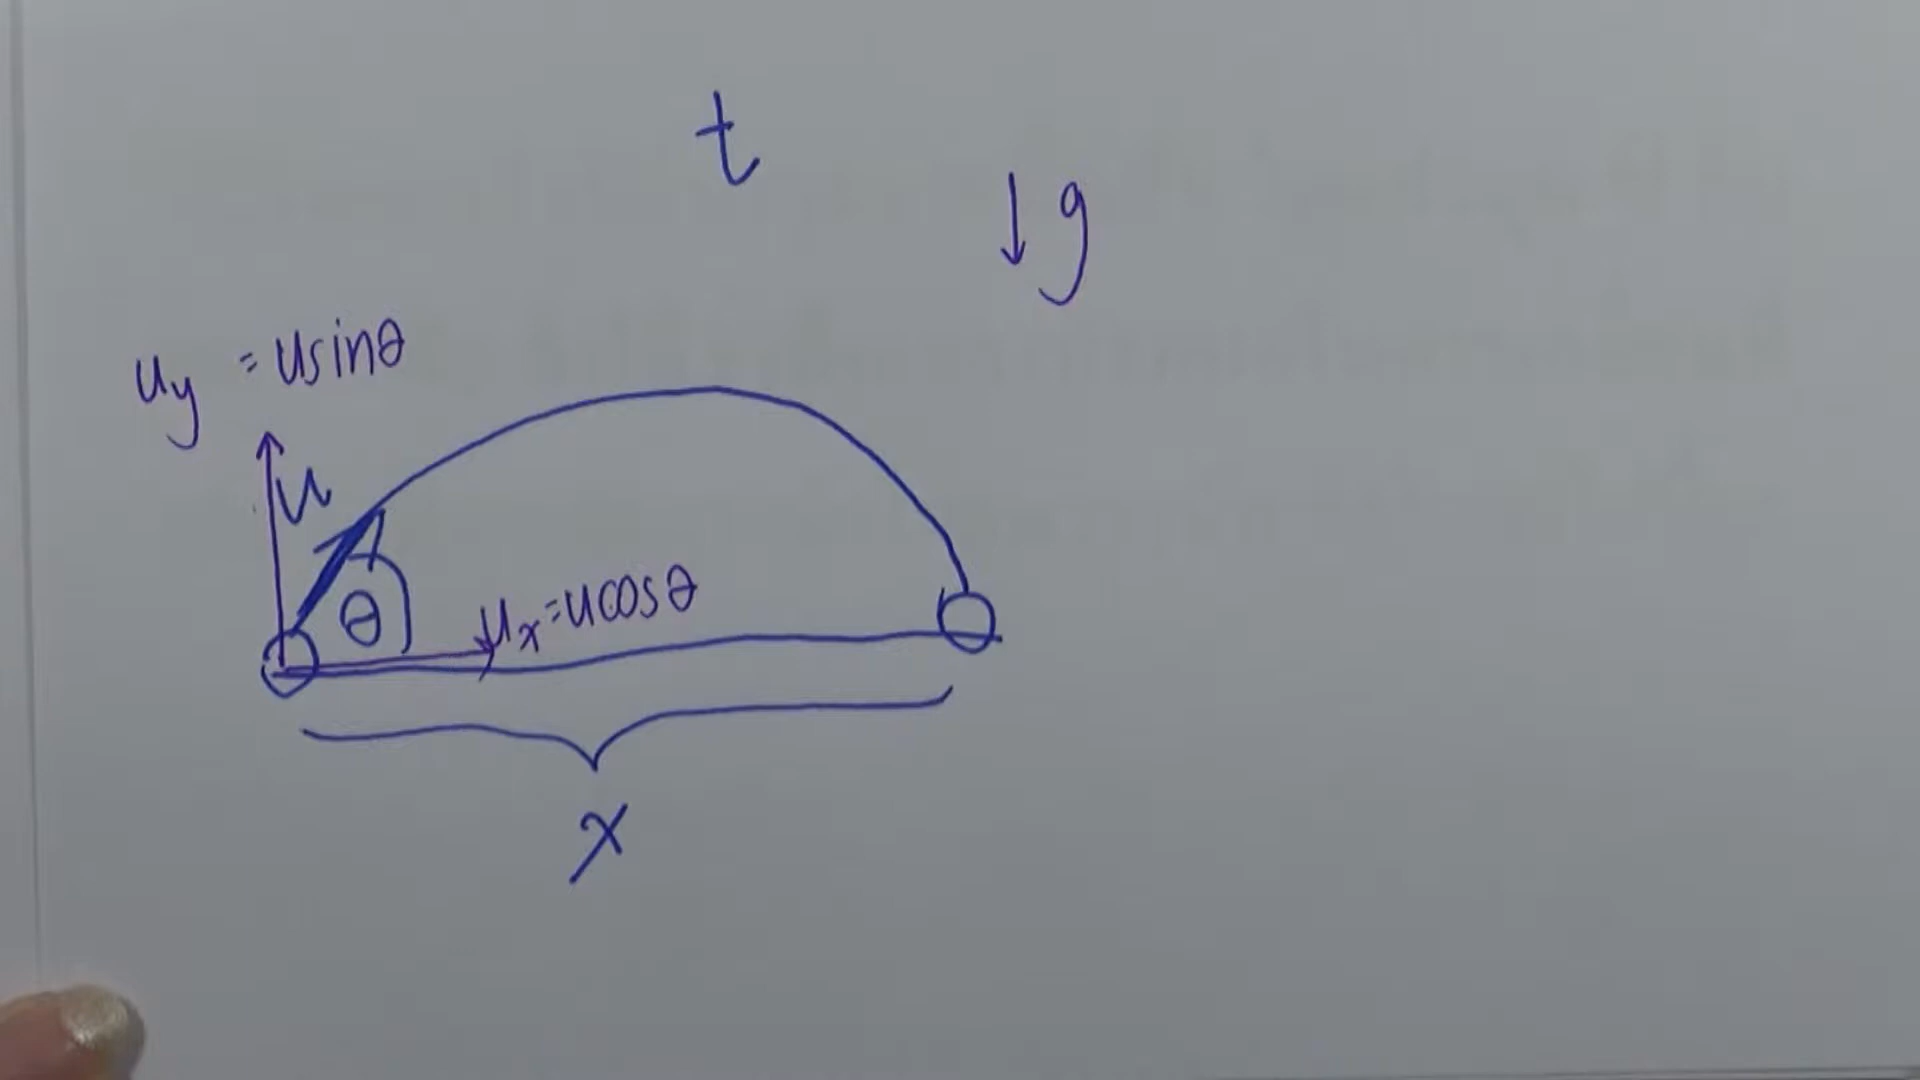 t
↓g
uy = usinθ
u
θ
ux=ucosθ
x